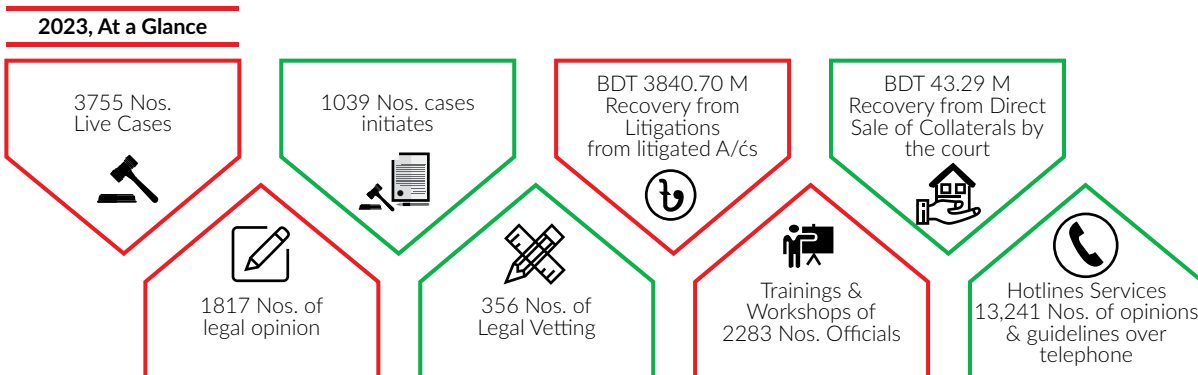 2023, At a Glance
3755 Nos.
Live Cases
1039 Nos. cases
initiates
BDT 3840.70 M
Recovery from
Litigations
from litigated A/ćs
BDT 43.29 M
Recovery from Direct
Sale of Collaterals by
the court
৳
1817 Nos. of
legal opinion
356 Nos. of
Legal Vetting
Trainings &
Workshops of
2283 Nos. Officials
Hotlines Services
13,241 Nos. of opinions
& guidelines over
telephone